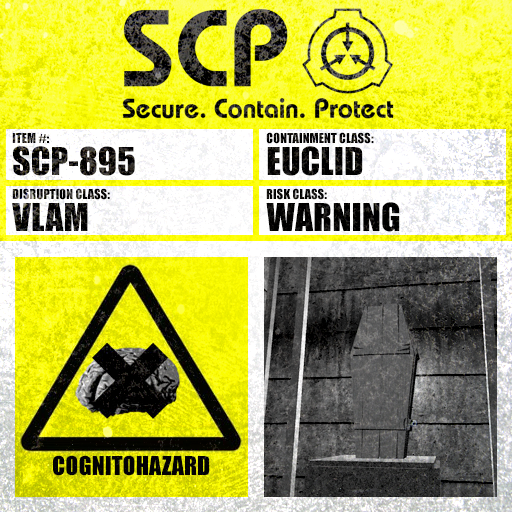 SCP
Secure. Contain. Protect
ITEM #:
SCP-895
CONTAINMENT CLASS:
EUCLID
DISRUPTION CLASS:
VLAM
RISK CLASS:
WARNING
COGNITOHAZARD